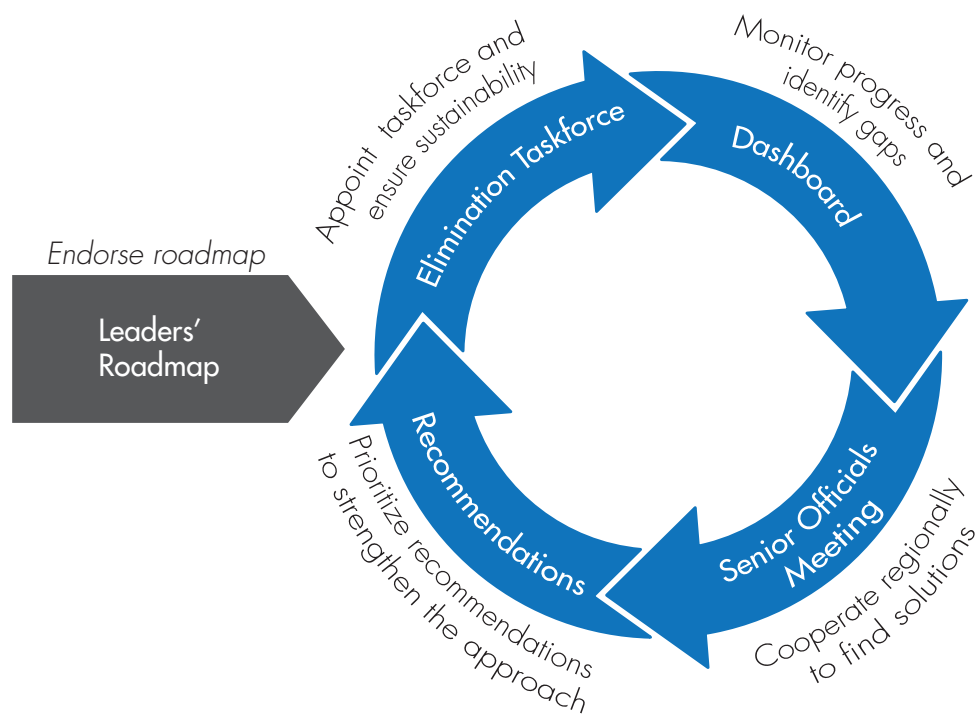 Endorse roadmap
Leaders’
Roadmap
Appoint taskforce and
ensure sustainability
Elimination Taskforce
Monitor progress and
identify gaps
Dashboard
Senior Officials
Meeting
Cooperate regionally
to find solutions
Recommendations
Prioritize recommendations
to strengthen the approach